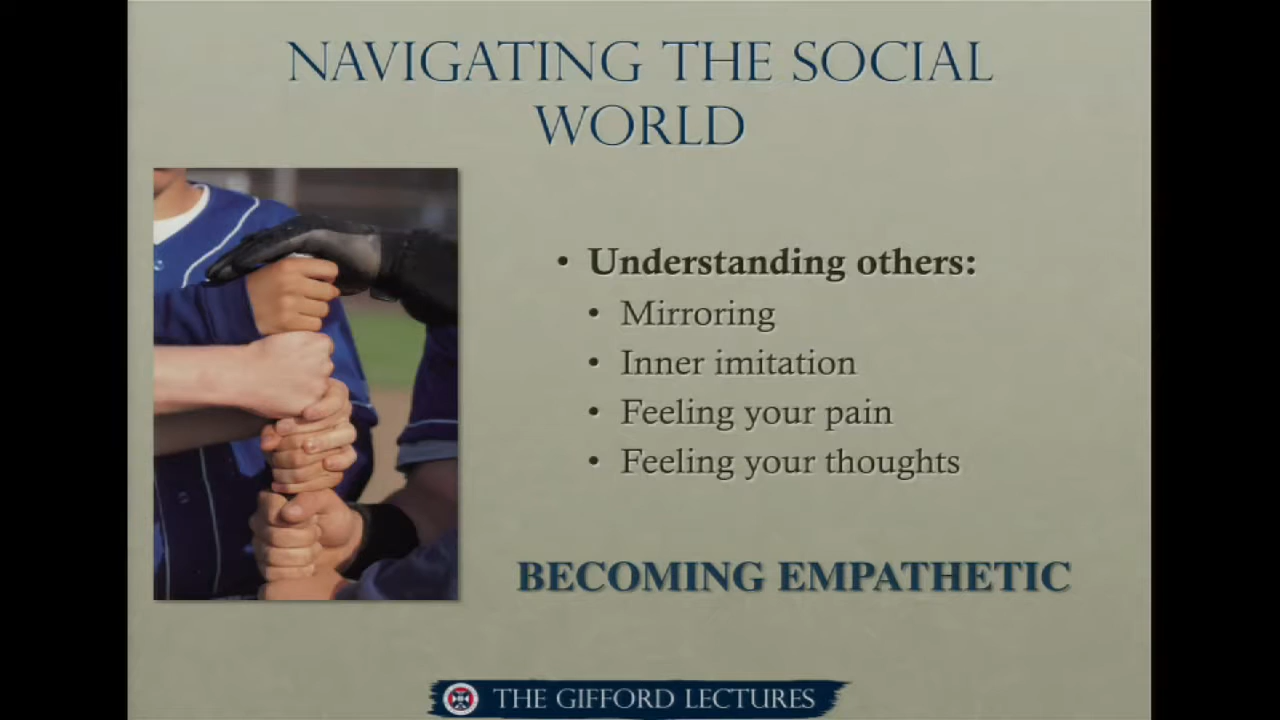 NAVIGATING THE SOCIAL
WORLD
• Understanding others:
• Mirroring
• Inner imitation
• Feeling your pain
• Feeling your thoughts
BECOMING EMPATHETIC
THE GIFFORD LECTURES